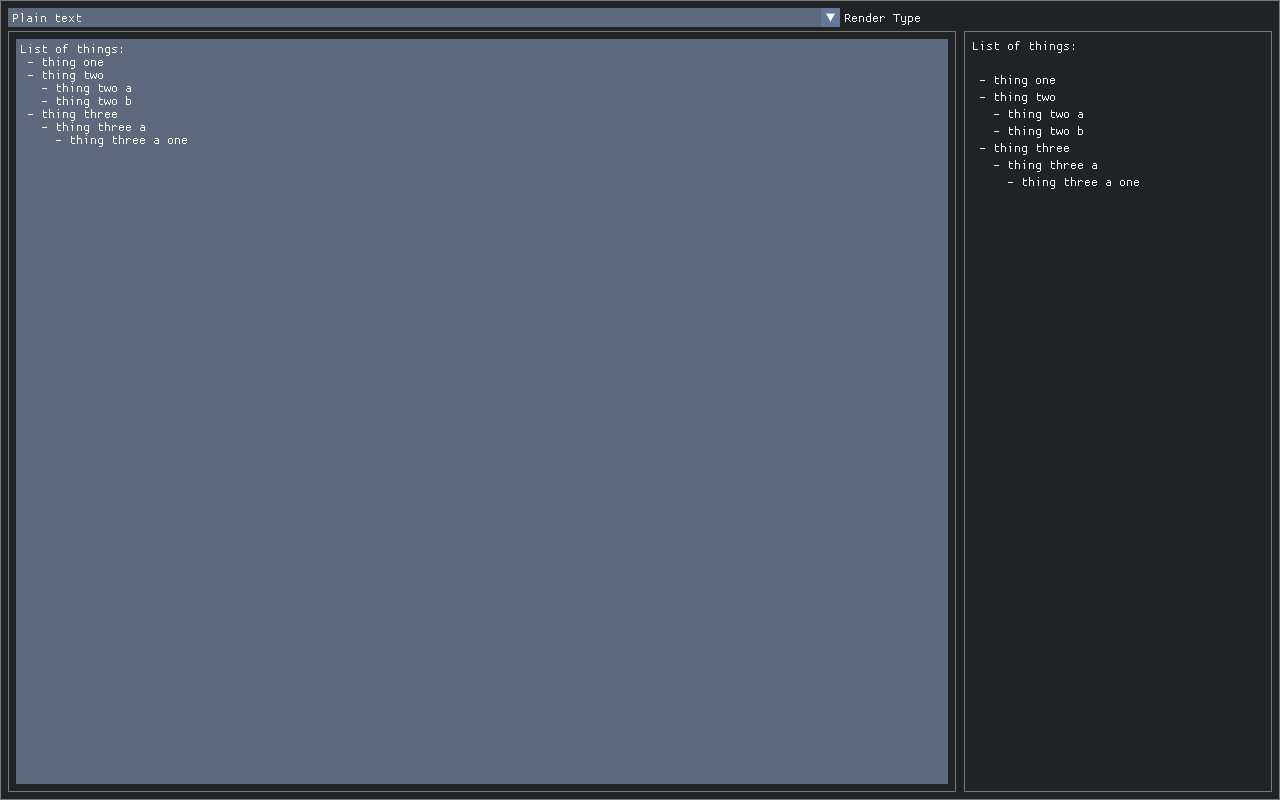 Plain text
Render Type
List of things:
 - thing one
 - thing two
   - thing two a
   - thing two b
 - thing three
   - thing three a
     - thing three a one
List of things:

 - thing one
 - thing two
   - thing two a
   - thing two b
 - thing three
   - thing three a
     - thing three a one